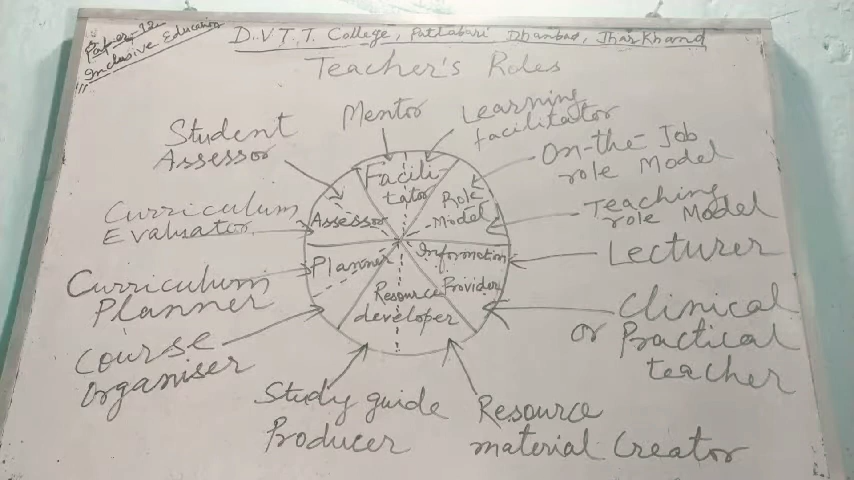 Paper-12
Inclusive Education
D.V.T.T. College, Patlabari Dhanbad, Jharkhand
Teacher's Roles
Mentor
Learning
facilitator
Student
Assessor
On-the-Job
role Model
Facili-
tator
Role
Model
Assessor
Curriculum
Evaluator
Teaching
role Model
Information
Provider
Lecturer
Planner
Curriculum
Planner
Resource
developer
Clinical
or Practical
teacher
Course
Organiser
Study guide
Producer
Resource
material Creator